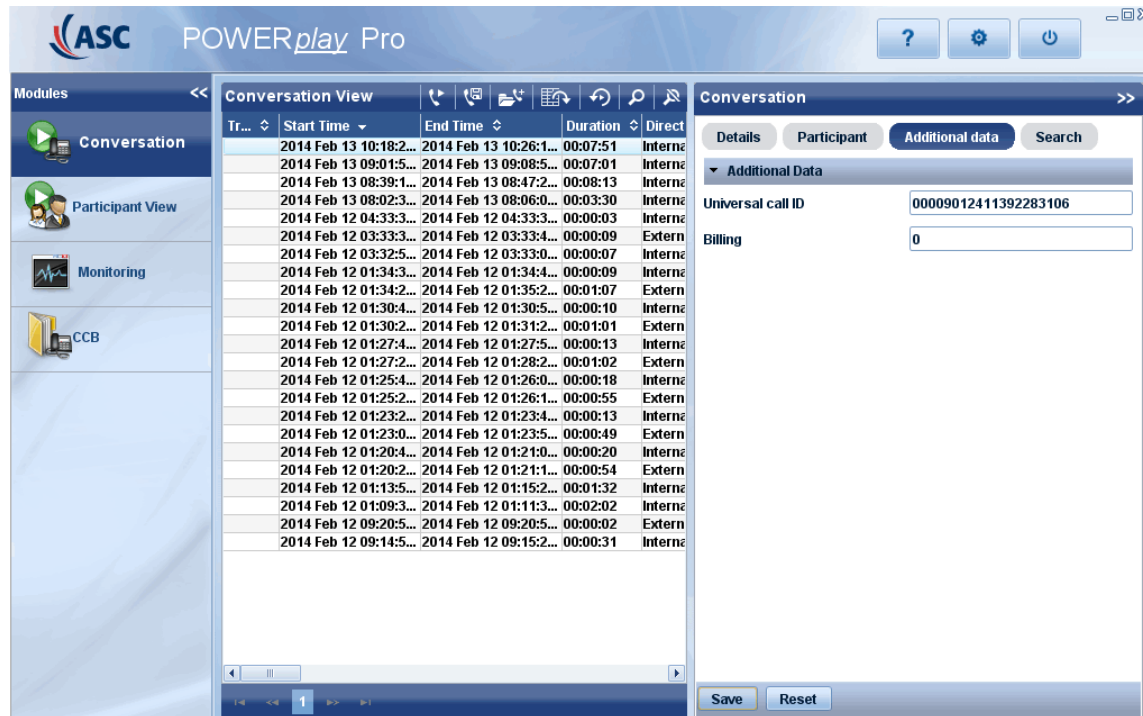 ASC POWERplay Pro
?
Modules <<
Conversation
Participant View
Monitoring
CCB
Conversation View
Tr... Start Time End Time Duration Direct
2014 Feb 13 10:18:2... 2014 Feb 13 10:26:1... 00:07:51 Interna
2014 Feb 13 09:01:5... 2014 Feb 13 09:08:5... 00:07:01 Interna
2014 Feb 13 08:39:1... 2014 Feb 13 08:47:2... 00:08:13 Interna
2014 Feb 13 08:02:3... 2014 Feb 13 08:06:0... 00:03:30 Interna
2014 Feb 12 04:33:3... 2014 Feb 12 04:33:3... 00:00:03 Interna
2014 Feb 12 03:33:3... 2014 Feb 12 03:33:4... 00:00:09 Extern
2014 Feb 12 03:32:5... 2014 Feb 12 03:33:0... 00:00:07 Interna
2014 Feb 12 01:34:3... 2014 Feb 12 01:34:4... 00:00:09 Interna
2014 Feb 12 01:34:2... 2014 Feb 12 01:35:2... 00:01:07 Extern
2014 Feb 12 01:30:4... 2014 Feb 12 01:30:5... 00:00:10 Interna
2014 Feb 12 01:30:2... 2014 Feb 12 01:31:2... 00:01:01 Extern
2014 Feb 12 01:27:4... 2014 Feb 12 01:27:5... 00:00:13 Interna
2014 Feb 12 01:27:2... 2014 Feb 12 01:28:2... 00:01:02 Extern
2014 Feb 12 01:25:4... 2014 Feb 12 01:26:0... 00:00:18 Interna
2014 Feb 12 01:25:2... 2014 Feb 12 01:26:1... 00:00:55 Extern
2014 Feb 12 01:23:2... 2014 Feb 12 01:23:4... 00:00:13 Interna
2014 Feb 12 01:23:0... 2014 Feb 12 01:23:5... 00:00:49 Extern
2014 Feb 12 01:20:4... 2014 Feb 12 01:21:0... 00:00:20 Interna
2014 Feb 12 01:20:2... 2014 Feb 12 01:21:1... 00:00:54 Extern
2014 Feb 12 01:13:5... 2014 Feb 12 01:15:2... 00:01:32 Interna
2014 Feb 12 01:09:3... 2014 Feb 12 01:11:3... 00:02:02 Interna
2014 Feb 12 09:20:5... 2014 Feb 12 09:20:5... 00:00:02 Extern
2014 Feb 12 09:14:5... 2014 Feb 12 09:15:2... 00:00:31 Interna
1
Conversation >>
Details Participant Additional data Search
Additional Data
Universal call ID 00009012411392283106
Billing 0
Save Reset